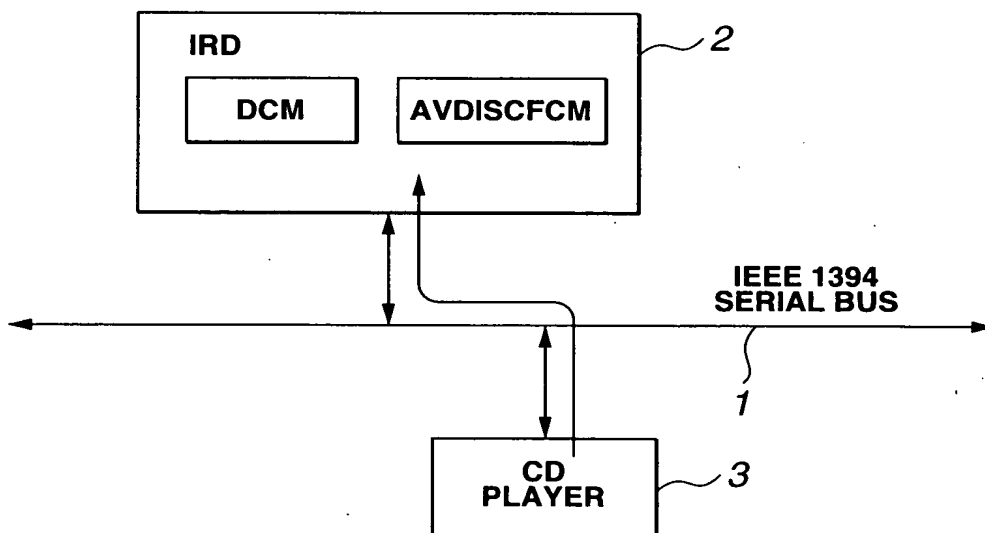 IRD
2
DCM
AVDISCFCM
IEEE 1394
SERIAL BUS
1
CD
PLAYER
3